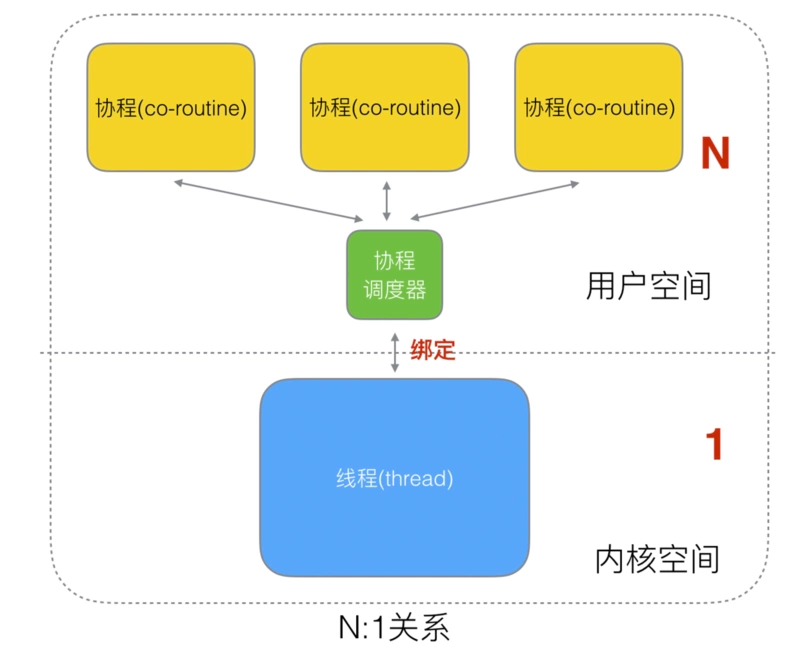 协程(co-routine)
协程(co-routine)
协程(co-routine)
N
协程
调度器
用户空间
绑定
1
线程(thread)
内核空间
N:1关系